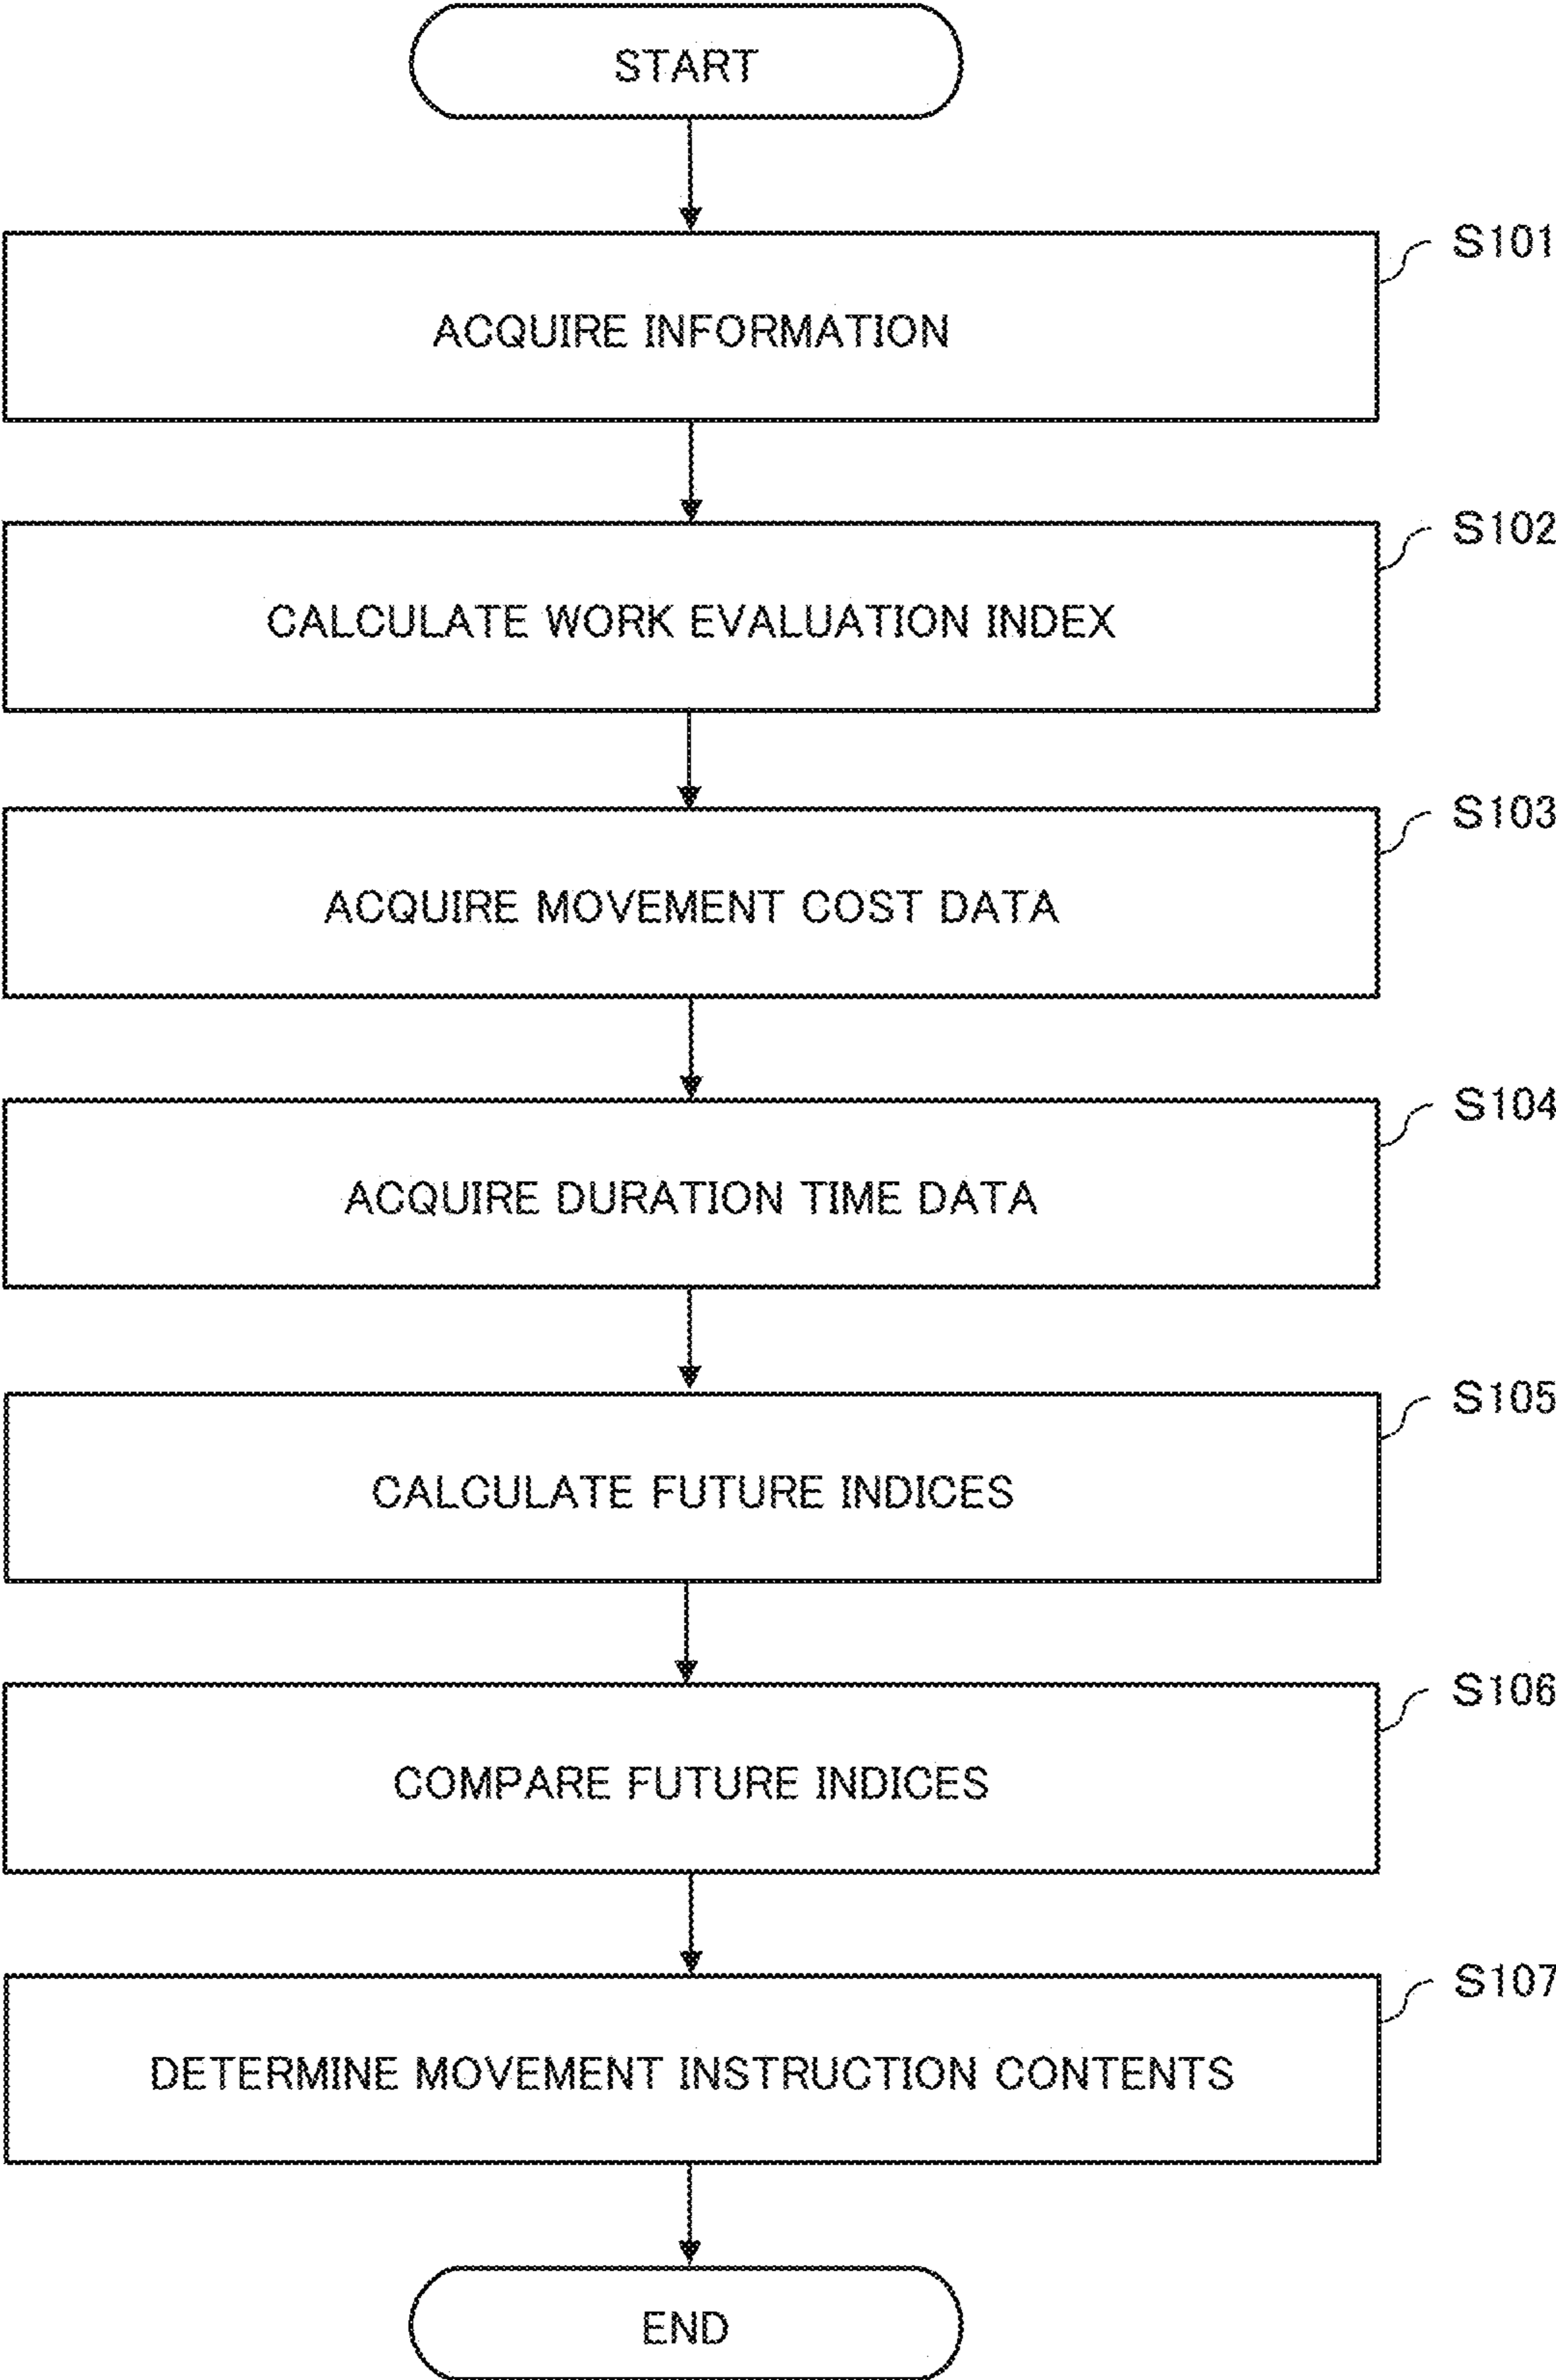 START
S101
ACQUIRE INFORMATION
S102
CALCULATE WORK EVALUATION INDEX
S103
ACQUIRE MOVEMENT COST DATA
S104
ACQUIRE DURATION TIME DATA
S105
CALCULATE FUTURE INDICES
S106
COMPARE FUTURE INDICES
S107
DETERMINE MOVEMENT INSTRUCTION CONTENTS
END